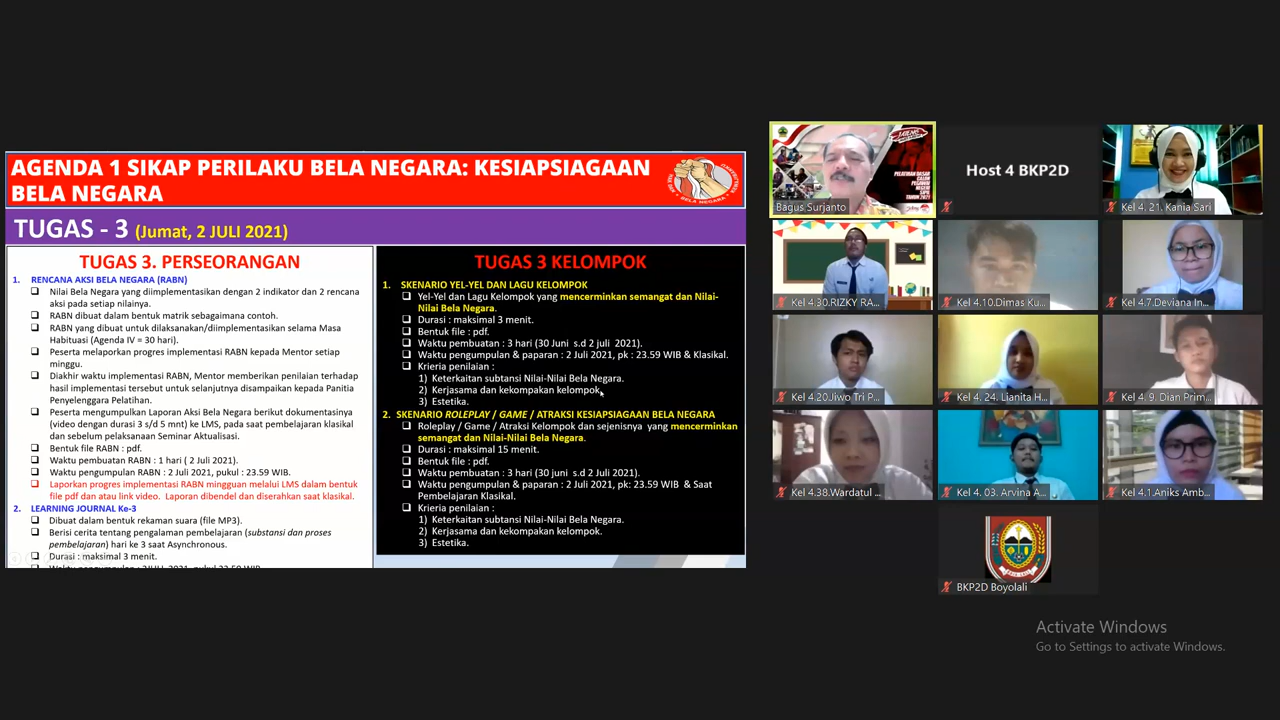 AGENDA 1 SIKAP PERILAKU BELA NEGARA: KESIAPSIAGAAN
BELA NEGARA
TUGAS - 3 (Jumat, 2 JULI 2021)
TUGAS 3. PERSEORANGAN
1. RENCANA AKSI BELA NEGARA (RABN)
Nilai Bela Negara yang diimplementasikan dengan 2 indikator dan 2 rencana
aksi pada setiap nilainya.
RABN dibuat dalam bentuk matrik sebagaimana contoh.
RABN yang dibuat untuk dilaksanakan/diimplementasikan selama Masa
Habituasi (Agenda IV = 30 hari).
Peserta melaporkan progres implementasi RABN kepada Mentor setiap
minggu.
Diakhir waktu implementasi RABN, Mentor memberikan penilaian terhadap
hasil implementasi tersebut untuk selanjutnya disampaikan kepada Panitia
Penyelenggara Pelatihan.
Peserta mengumpulkan Laporan Aksi Bela Negara berikut dokumentasinya
(video dengan durasi 3 s/d 5 mnt) ke LMS, pada saat pembelajaran klasikal
dan sebelum pelaksanaan Seminar Aktualisasi.
Bentuk file RABN : pdf.
Waktu pembuatan : 1 hari ( 2 Juli 2021).
Waktu pengumpulan RABN : 2 Juli 2021, pukul : 23.59 WIB.
Laporkan progres implementasi RABN mingguan melalui LMS dalam bentuk
file pdf dan atau link video. Laporan dibendel dan diserahkan saat klasikal.
2. LEARNING JOURNAL Ke-3
Dibuat dalam bentuk rekaman suara (file MP3).
Berisi cerita tentang pengalaman pembelajaran (substansi dan proses
pembelajaran) hari ke 3 saat Asynchronous.
Durasi : maksimal 3 menit.
TUGAS 3 KELOMPOK
1. SKENARIO YEL-YEL DAN LAGU KELOMPOK
Yel-Yel dan Lagu Kelompok yang mencerminkan semangat dan Nilai-
Nilai Bela Negara.
Durasi : maksimal 3 menit.
Bentuk file : pdf.
Waktu pembuatan : 3 hari (30 Juni s.d 2 juli 2021).
Waktu pengumpulan & paparan : 2 Juli 2021, pk : 23.59 WIB & Klasikal.
Krieria penilaian :
1) Keterkaitan subtansi Nilai-Nilai Bela Negara.
2) Kerjasama dan kekompakan kelompok.
3) Estetika.
2. SKENARIO ROLEPLAY / GAME / ATRAKSI KESIAPSIAGAAN BELA NEGARA
Roleplay / Game / Atraksi Kelompok dan sejenisnya yang mencerminkan
semangat dan Nilai-Nilai Bela Negara.
Durasi : maksimal 15 menit.
Bentuk file : pdf.
Waktu pembuatan : 3 hari (30 juni s.d 2 Juli 2021).
Waktu pengumpulan & paparan : 2 Juli 2021, pk: 23.59 WIB & Saat
Pembelajaran Klasikal.
Krieria penilaian :
1) Keterkaitan subtansi Nilai-Nilai Bela Negara.
2) Kerjasama dan kekompakan kelompok.
3) Estetika.
PELATIHAN DASAR
CALON
PEGAWAI
NEGERI
SIPIL
TAHUN 2021
Bagus Surjanto
Host 4 BKP2D
Kel 4. 21. Kania Sari
Kel 4.30.RIZKY RA...
Kel 4.10.Dimas Ku...
Kel 4.7.Deviana In...
Kel 4.20.Jiwo Tri P...
Kel 4. 24. Lianita H...
Kel 4. 9. Dian Prim...
Kel 4.38.Wardatul ...
Kel 4. 03. Arvina A...
Kel 4.1.Aniks Amb...
BKP2D Boyolali
Activate Windows
Go to Settings to activate Windows.